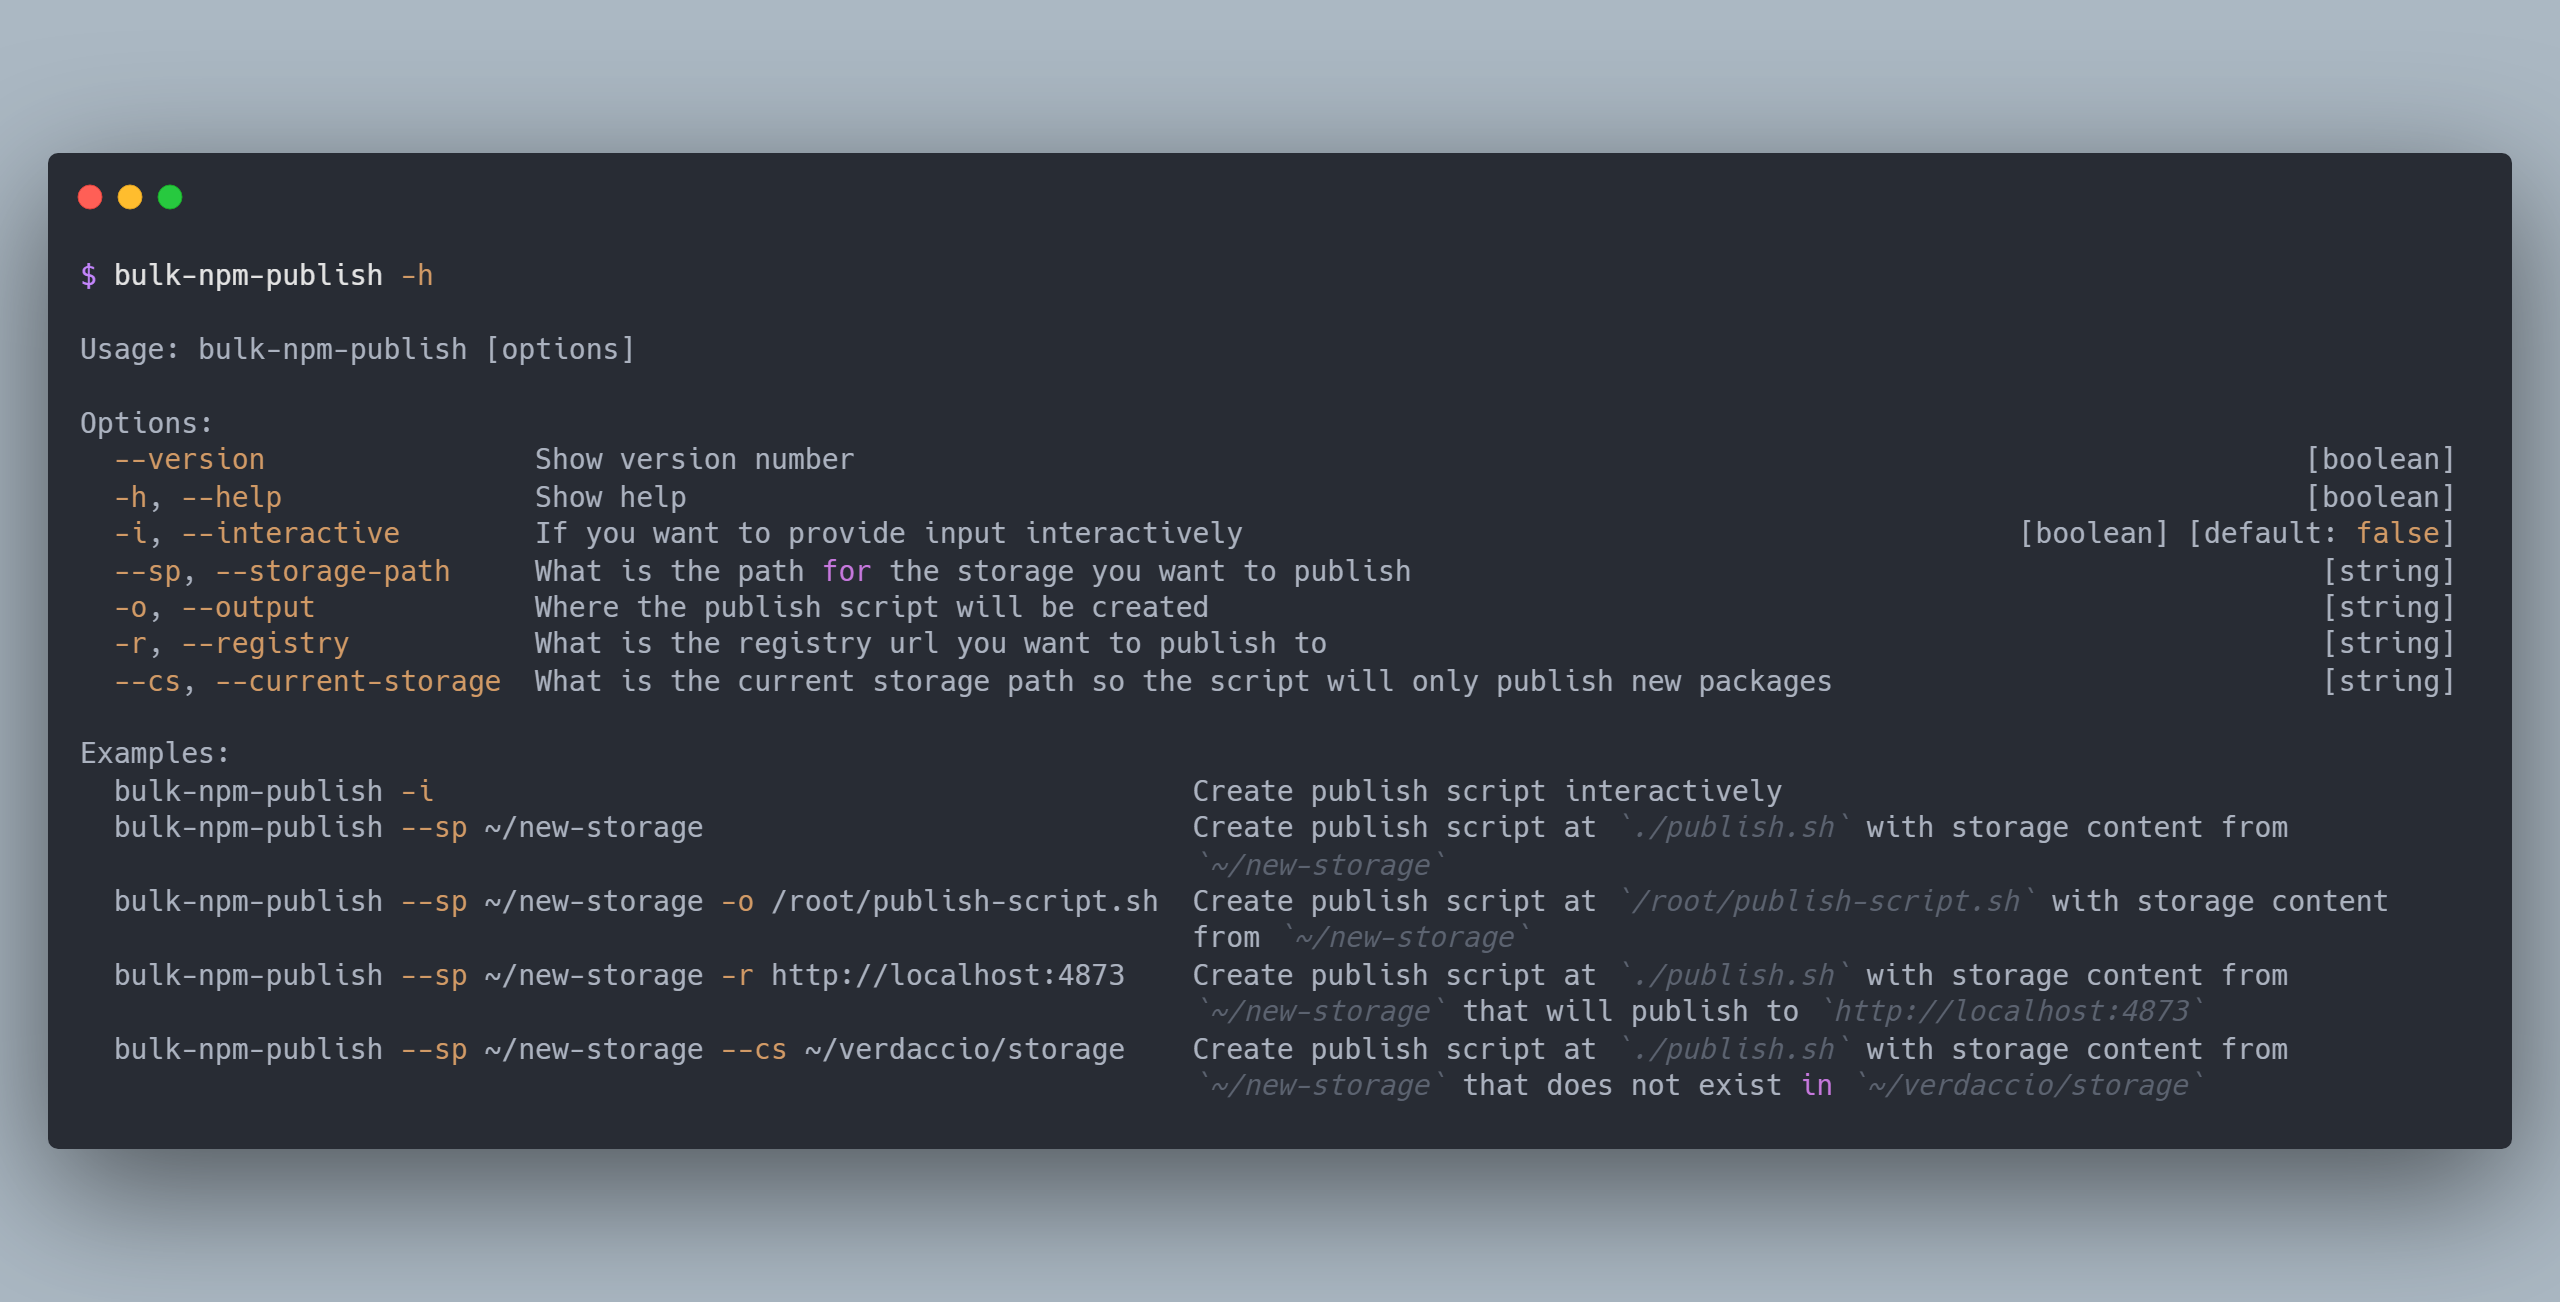 $ bulk-npm-publish -h
Usage: bulk-npm-publish [options]
Options:
--version Show version number [boolean]
-h, --help Show help [boolean]
-i, --interactive If you want to provide input interactively [boolean] [default: false]
--sp, --storage-path What is the path for the storage you want to publish [string]
-o, --output Where the publish script will be created [string]
-r, --registry What is the registry url you want to publish to [string]
--cs, --current-storage What is the current storage path so the script will only publish new packages [string]
Examples:
bulk-npm-publish -i Create publish script interactively
bulk-npm-publish --sp ~/new-storage Create publish script at `./publish.sh` with storage content from
`~/new-storage`
bulk-npm-publish --sp ~/new-storage -o /root/publish-script.sh Create publish script at `/root/publish-script.sh` with storage content
from `~/new-storage`
bulk-npm-publish --sp ~/new-storage -r http://localhost:4873 Create publish script at `./publish.sh` with storage content from
`~/new-storage` that will publish to `http://localhost:4873`
bulk-npm-publish --sp ~/new-storage --cs ~/verdaccio/storage Create publish script at `./publish.sh` with storage content from
`~/new-storage` that does not exist in `~/verdaccio/storage`